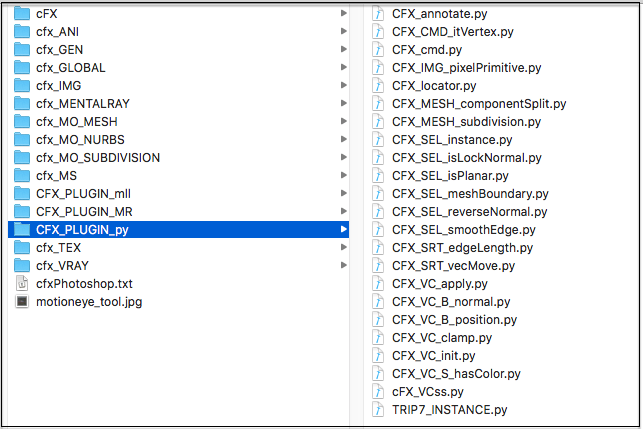 cFX
cfx_ANI
cfx_GEN
cfx_GLOBAL
cfx_IMG
cfx_MENTALRAY
cfx_MO_MESH
cfx_MO_NURBS
cfx_MO_SUBDIVISION
cfx_MS
CFX_PLUGIN_mll
CFX_PLUGIN_MR
CFX_PLUGIN_py
cfx_TEX
cfx_VRAY
cfxPhotoshop.txt
motioneye_tool.jpg
CFX_annotate.py
CFX_CMD_itVertex.py
CFX_cmd.py
CFX_IMG_pixelPrimitive.py
CFX_locator.py
CFX_MESH_componentSplit.py
CFX_MESH_subdivision.py
CFX_SEL_instance.py
CFX_SEL_isLockNormal.py
CFX_SEL_isPlanar.py
CFX_SEL_meshBoundary.py
CFX_SEL_reverseNormal.py
CFX_SEL_smoothEdge.py
CFX_SRT_edgeLength.py
CFX_SRT_vecMove.py
CFX_VC_apply.py
CFX_VC_B_normal.py
CFX_VC_B_position.py
CFX_VC_clamp.py
CFX_VC_init.py
CFX_VC_S_hasColor.py
cFX_VCss.py
TRIP7_INSTANCE.py